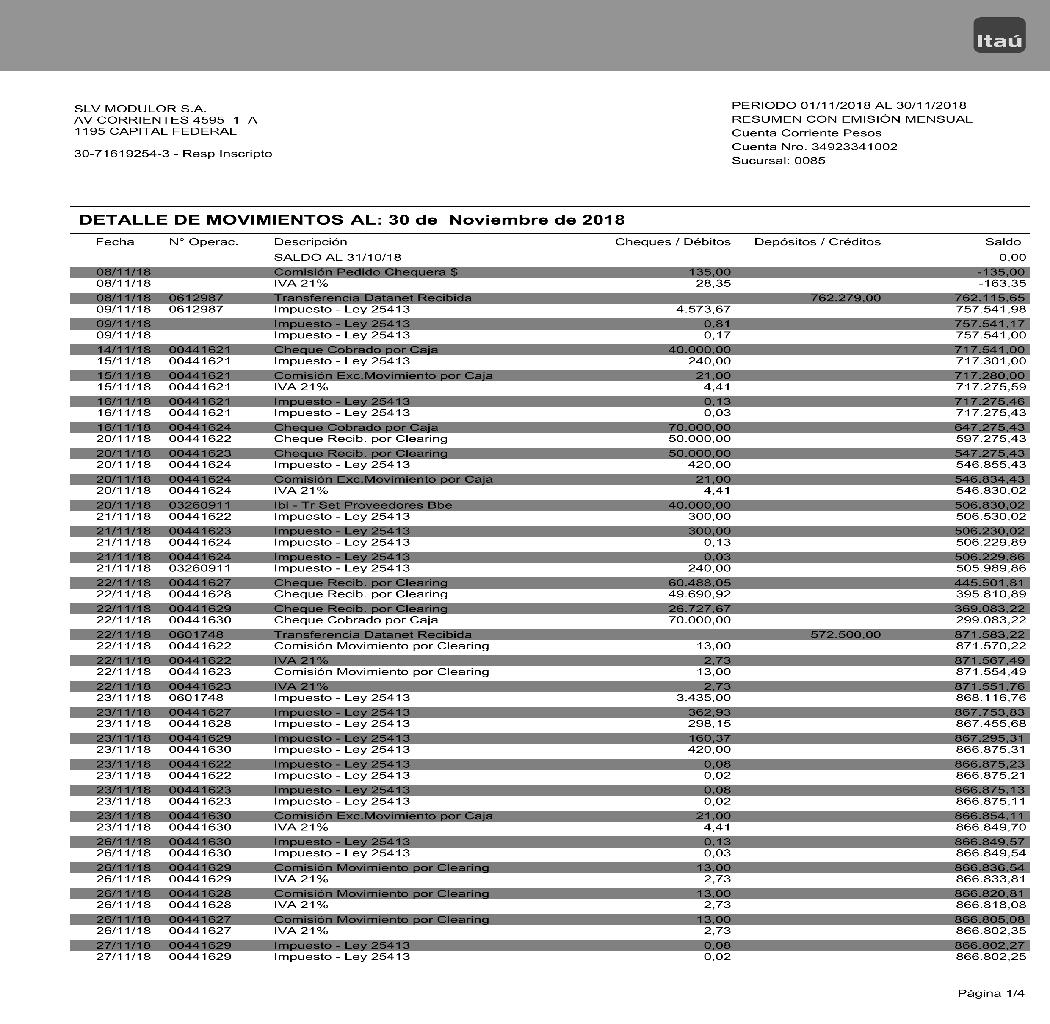 Itaú
SLV MODULOR S.A.
AV CORRIENTES 4595 1 A
1195 CAPITAL FEDERAL
30-71619254-3 - Resp Inscripto
PERIODO 01/11/2018 AL 30/11/2018
RESUMEN CON EMISIÓN MENSUAL
Cuenta Corriente Pesos
Cuenta Nro. 34923341002
Sucursal: 0085
DETALLE DE MOVIMIENTOS AL: 30 de Noviembre de 2018
Fecha N° Operac. Descripción Cheques / Débitos Depósitos / Créditos Saldo
SALDO AL 31/10/18 0.00
08/11/18 Comisión Pedido Chequera $ 135,00 -135,00
08/11/18 IVA 21% 28,35 -163.35
08/11/18 0612987 Transferencia Datanet Recibida 762.279,00 762.115,65
09/11/18 0612987 Impuesto - Ley 25413 4.573,67 757.541,98
09/11/18 Impuesto - Ley 25413 0,81 757.541,17
09/11/18 Impuesto - Ley 25413 0,17 757.541,00
14/11/18 00441621 Cheque Cobrado por Caja 40.000,00 717.541,00
15/11/18 00441621 Impuesto - Ley 25413 240,00 717.301,00
15/11/18 00441621 Comisión Exc.Movimiento por Caja 21,00 717.280,00
15/11/18 00441621 IVA 21% 4,41 717.275,59
16/11/18 00441621 Impuesto - Ley 25413 0,13 717.275,46
16/11/18 00441621 Impuesto - Ley 25413 0,03 717.275,43
16/11/18 00441624 Cheque Cobrado por Caja 70.000,00 647.275,43
20/11/18 00441622 Cheque Recib. por Clearing 50.000,00 597.275,43
20/11/18 00441623 Cheque Recib. por Clearing 50.000,00 547.275,43
20/11/18 00441624 Impuesto - Ley 25413 420,00 546.855,43
20/11/18 00441624 Comisión Exc.Movimiento por Caja 21,00 546.834,43
20/11/18 00441624 IVA 21% 4,41 546.830,02
20/11/18 03260911 Ibl - Tr Set Proveedores Bbe 40.000,00 506.830,02
21/11/18 00441622 Impuesto - Ley 25413 300,00 506.530,02
21/11/18 00441623 Impuesto - Ley 25413 300,00 506.230,02
21/11/18 00441624 Impuesto - Ley 25413 0,13 506.229,89
21/11/18 00441624 Impuesto - Ley 25413 0,03 506.229,86
21/11/18 03260911 Impuesto - Ley 25413 240,00 505.989,86
22/11/18 00441627 Cheque Recib. por Clearing 60.488,05 445.501,81
22/11/18 00441628 Cheque Recib. por Clearing 49.690,92 395.810,89
22/11/18 00441629 Cheque Recib. por Clearing 26.727,67 369.083,22
22/11/18 00441630 Cheque Cobrado por Caja 70.000,00 299.083,22
22/11/18 0601748 Transferencia Datanet Recibida 572.500,00 871.583,22
22/11/18 00441622 Comisión Movimiento por Clearing 13,00 871.570,22
22/11/18 00441622 IVA 21% 2,73 871.567,49
22/11/18 00441623 Comisión Movimiento por Clearing 13,00 871.554,49
22/11/18 00441623 IVA 21% 2,73 871.551,76
23/11/18 0601748 Impuesto - Ley 25413 3.435,00 868.116,76
23/11/18 00441627 Impuesto - Ley 25413 362,93 867.753,83
23/11/18 00441628 Impuesto - Ley 25413 298,15 867.455,68
23/11/18 00441629 Impuesto - Ley 25413 160,37 867.295,31
23/11/18 00441630 Impuesto - Ley 25413 420,00 866.875,31
23/11/18 00441622 Impuesto - Ley 25413 0,08 866.875,23
23/11/18 00441622 Impuesto - Ley 25413 0,02 866.875,21
23/11/18 00441623 Impuesto - Ley 25413 0,08 866.875,13
23/11/18 00441623 Impuesto - Ley 25413 0,02 866.875,11
23/11/18 00441630 Comisión Exc.Movimiento por Caja 21,00 866.854,11
23/11/18 00441630 IVA 21% 4,41 866.849,70
26/11/18 00441630 Impuesto - Ley 25413 0,13 866.849,57
26/11/18 00441630 Impuesto - Ley 25413 0,03 866.849,54
26/11/18 00441629 Comisión Movimiento por Clearing 13,00 866.836,54
26/11/18 00441629 IVA 21% 2,73 866.833,81
26/11/18 00441628 Comisión Movimiento por Clearing 13,00 866.820,81
26/11/18 00441628 IVA 21% 2,73 866.818,08
26/11/18 00441627 Comisión Movimiento por Clearing 13,00 866.805,08
26/11/18 00441627 IVA 21% 2,73 866.802,35
27/11/18 00441629 Impuesto - Ley 25413 0,08 866.802,27
27/11/18 00441629 Impuesto - Ley 25413 0,02 866.802,25
Página 1/4